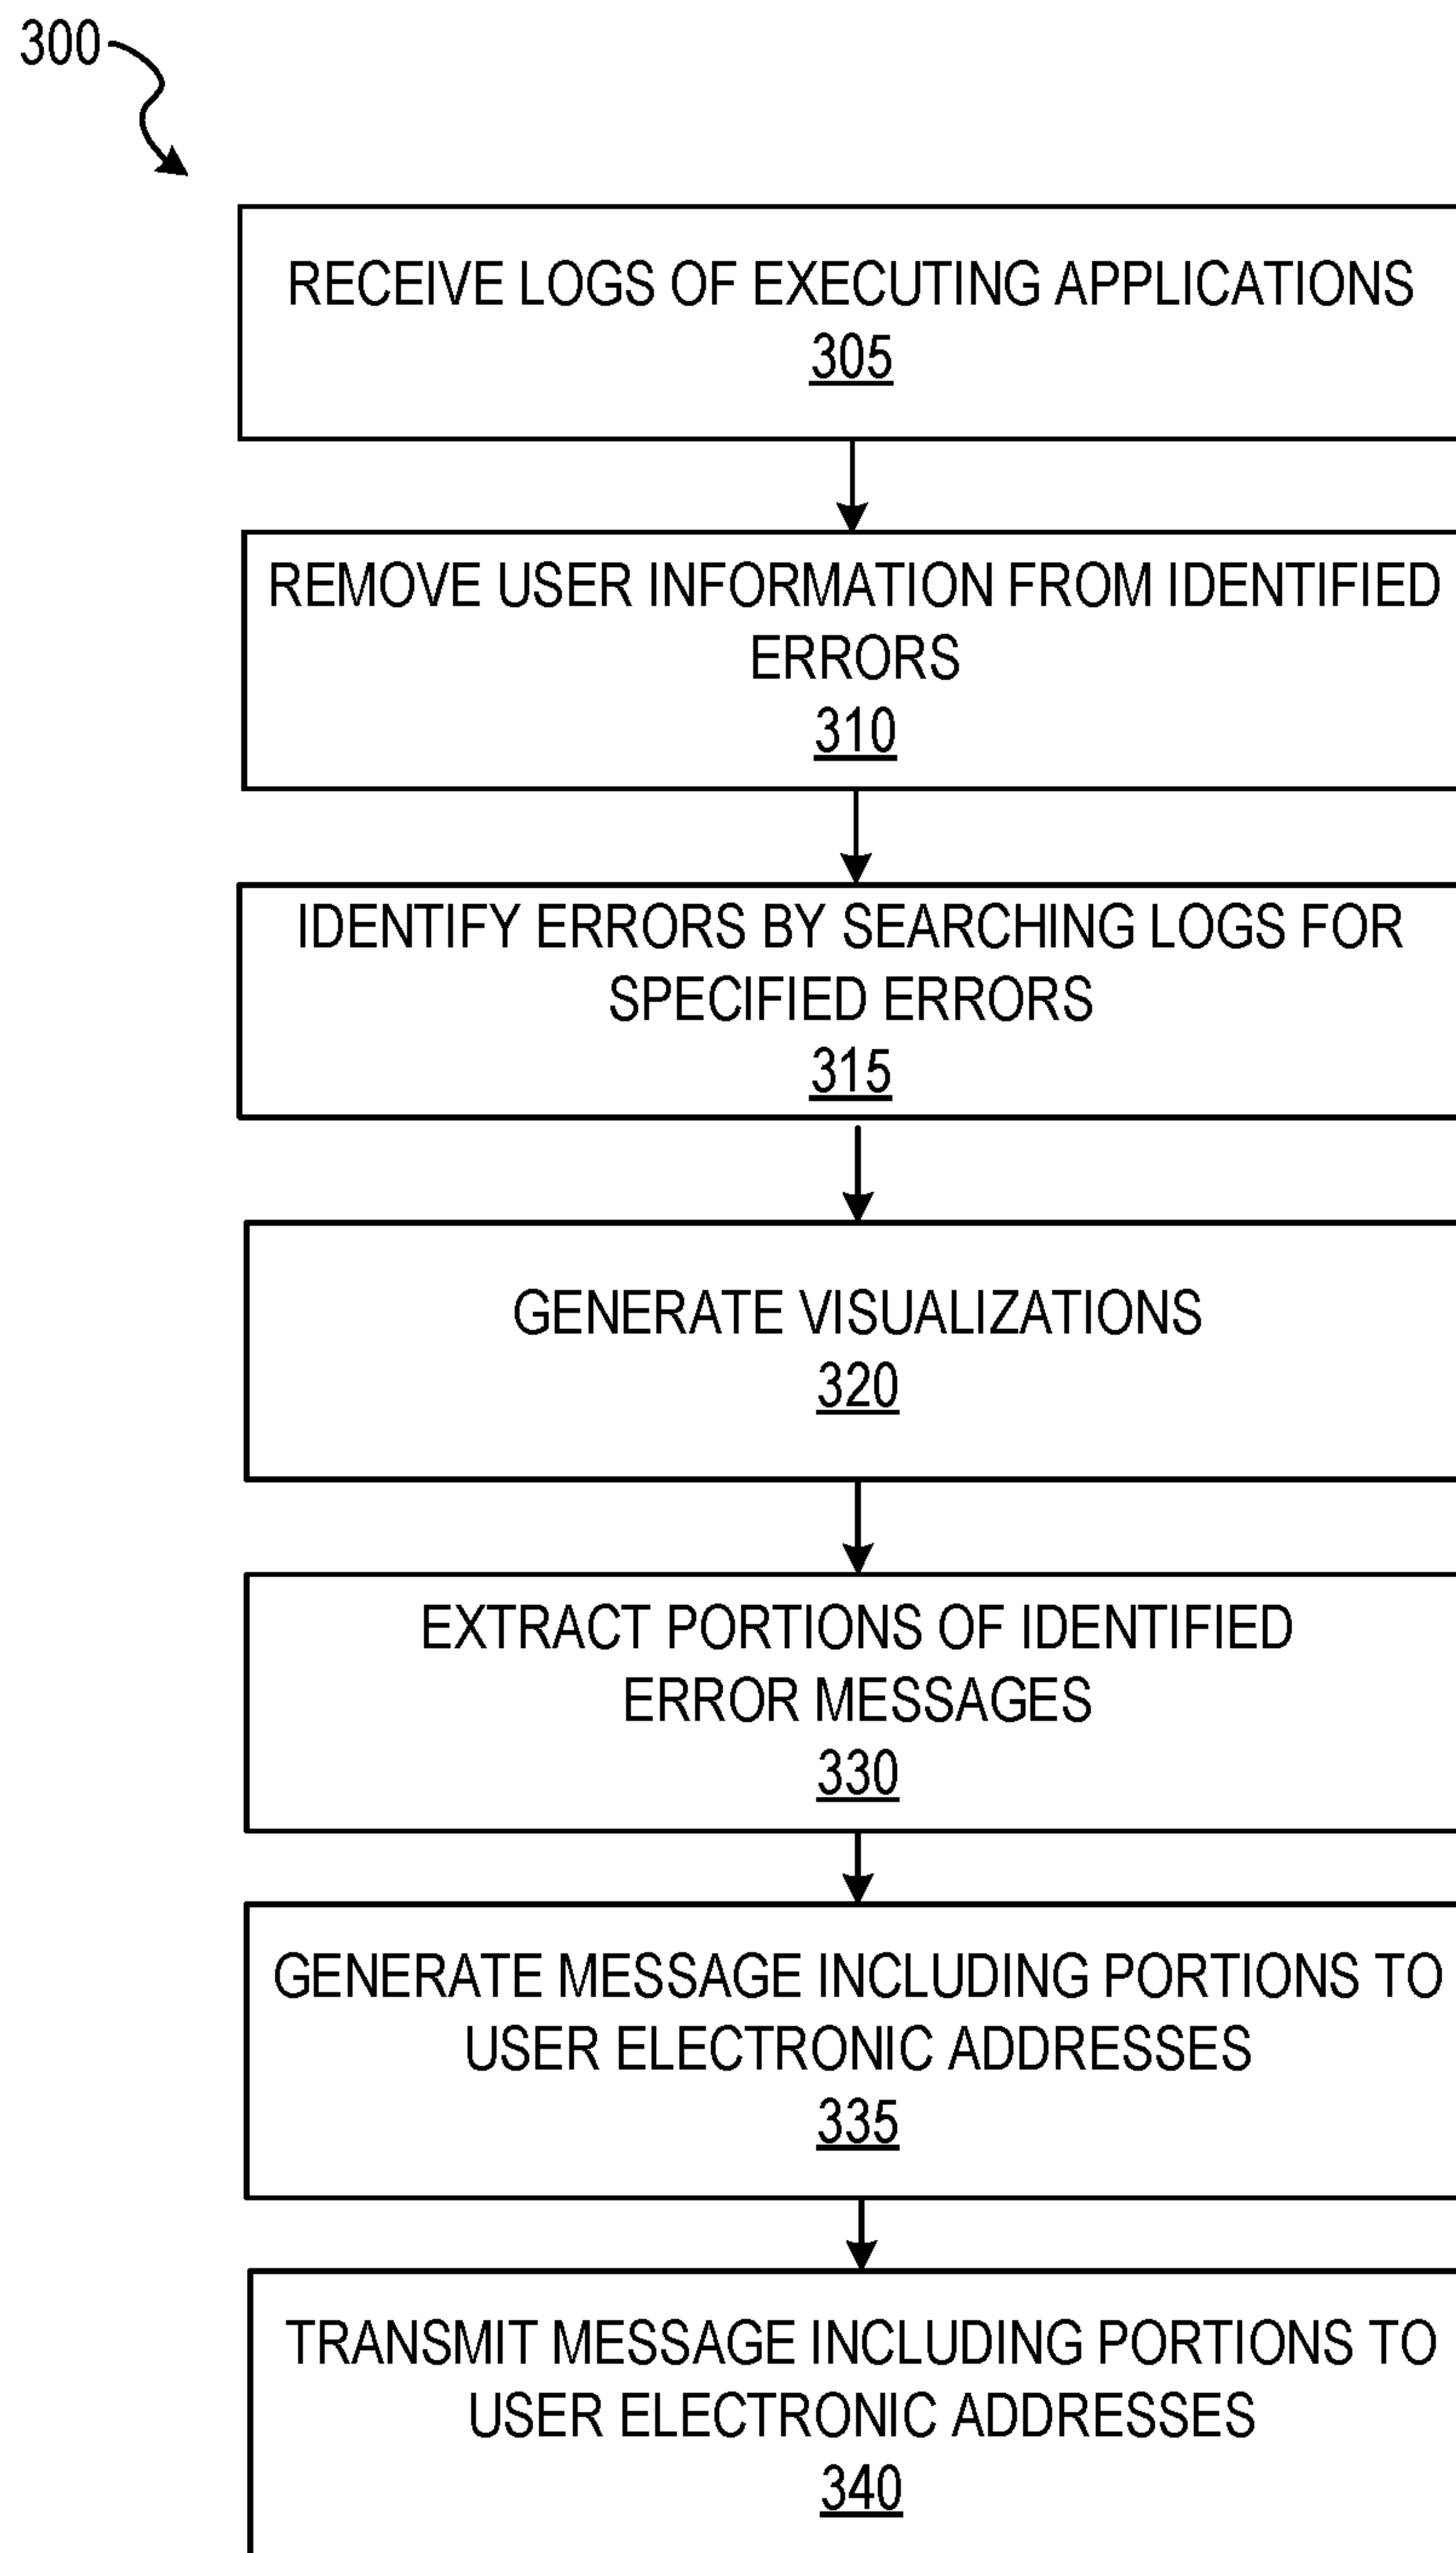 300
RECEIVE LOGS OF EXECUTING APPLICATIONS
305
REMOVE USER INFORMATION FROM IDENTIFIED
ERRORS
310
IDENTIFY ERRORS BY SEARCHING LOGS FOR
SPECIFIED ERRORS
315
GENERATE VISUALIZATIONS
320
EXTRACT PORTIONS OF IDENTIFIED
ERROR MESSAGES
330
GENERATE MESSAGE INCLUDING PORTIONS TO
USER ELECTRONIC ADDRESSES
335
TRANSMIT MESSAGE INCLUDING PORTIONS TO
USER ELECTRONIC ADDRESSES
340